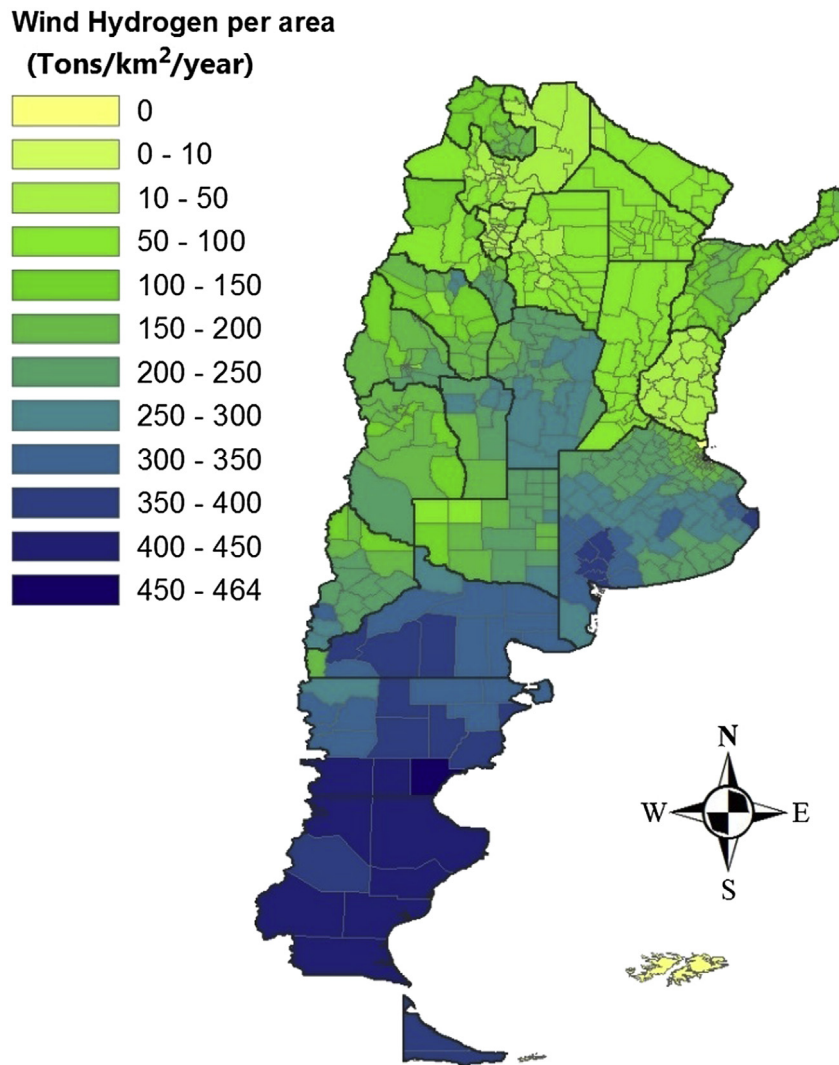 Wind Hydrogen per area
(Tons/km²/year)
0
0 - 10
10 - 50
50 - 100
100 - 150
150 - 200
200 - 250
250 - 300
300 - 350
350 - 400
400 - 450
450 - 464
N
W E
S